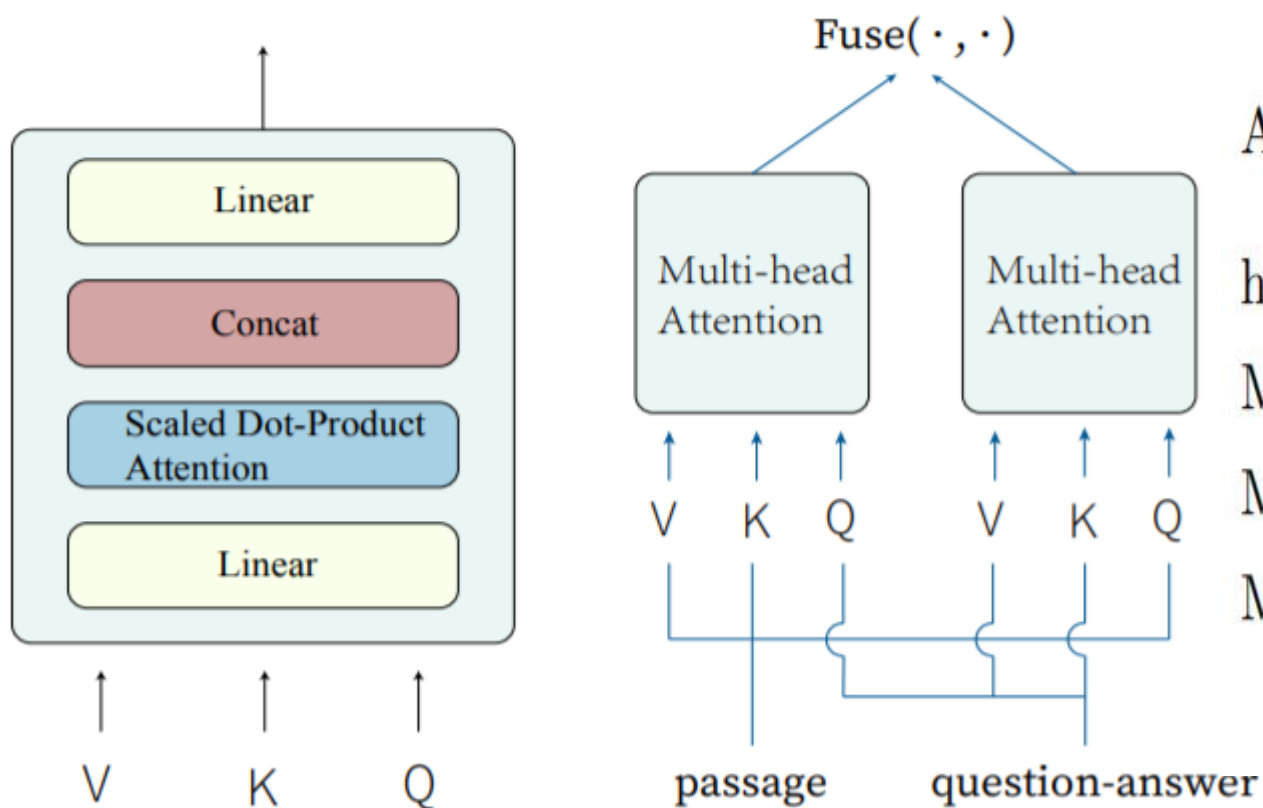 Linear
Concat
Scaled Dot-Product
Attention
Linear
V K Q
Fuse(·,·)
Multi-head
Attention
Multi-head
Attention
V K Q V K Q
passage question-answer
A
h
M
M
M